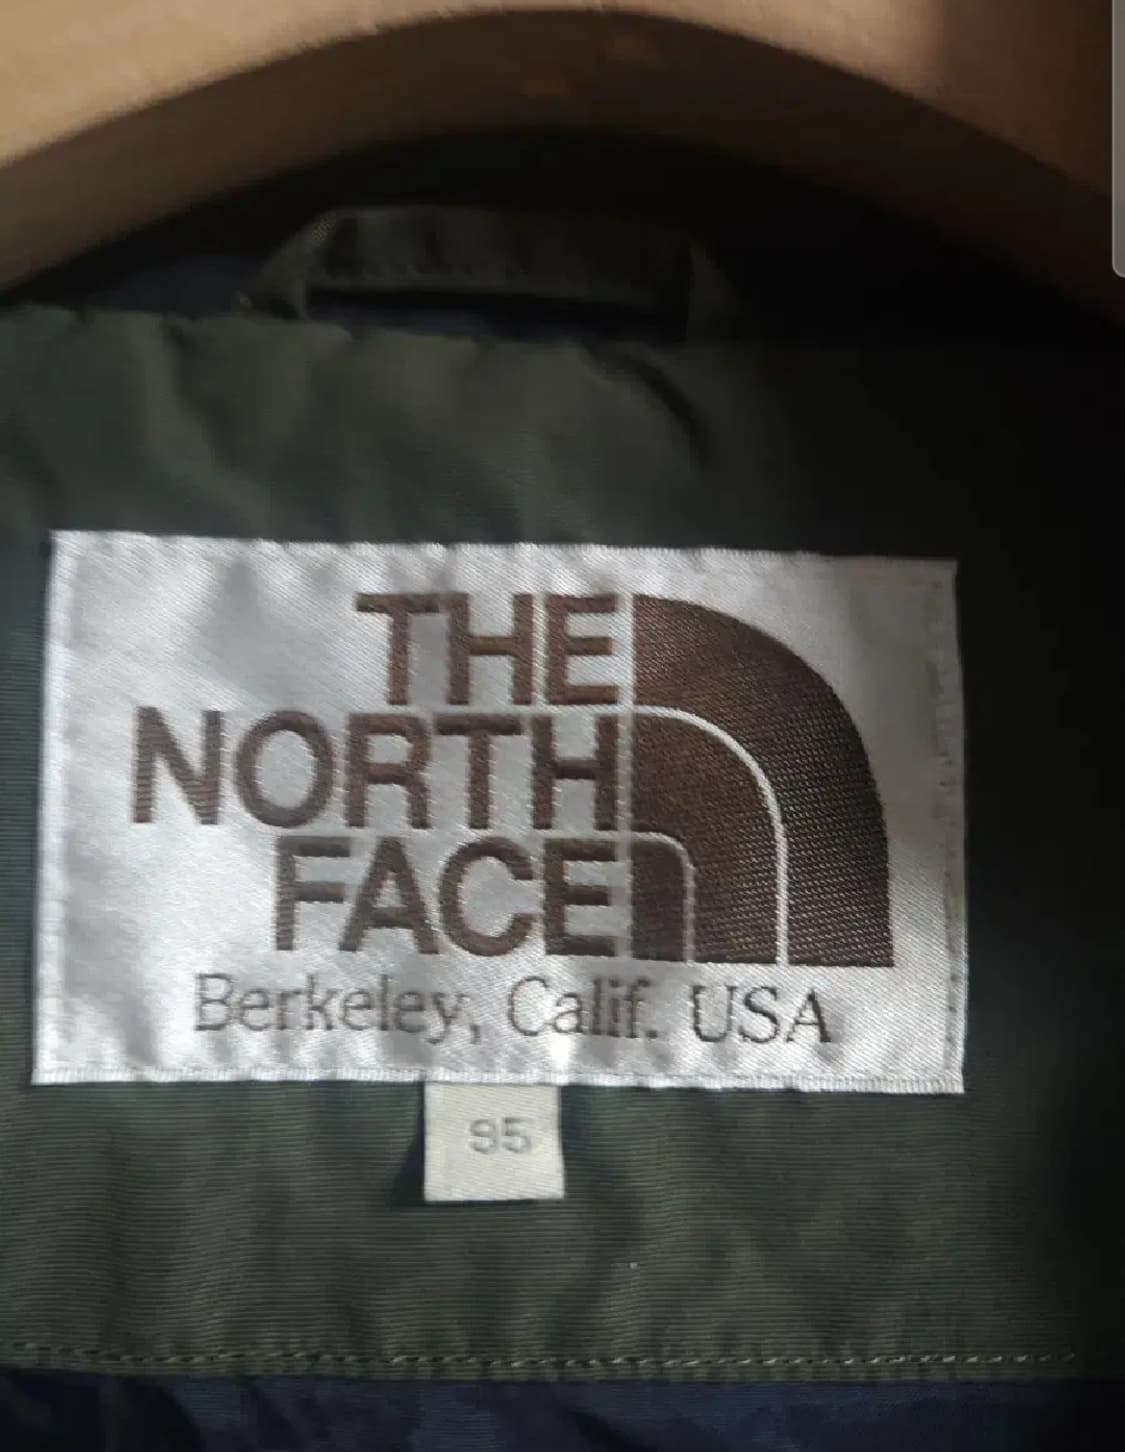 THE
NORTH
FACE
Berkeley, Calif. USA
95